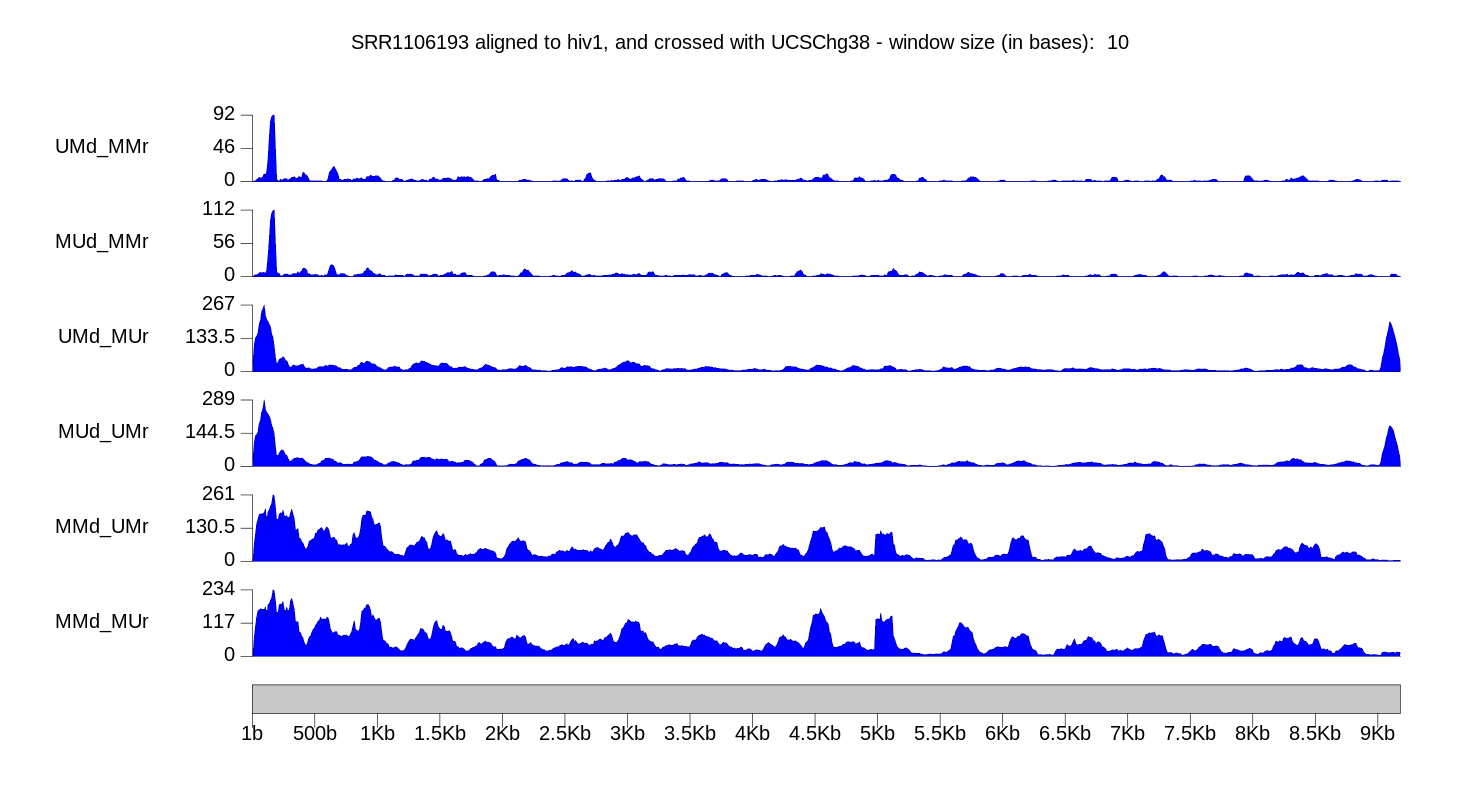 SRR1106193 aligned to hiv1, and crossed with UCSChg38 - window size (in bases):  10
92
UMd_MMr
46
0
112
MUd_MMr
56
0
267
UMd_MUr
133.5
0
289
MUd_UMr
144.5
0
261
MMd_UMr
130.5
0
234
MMd_MUr
117
0
1b 500b 1Kb 1.5Kb 2Kb 2.5Kb 3Kb 3.5Kb 4Kb 4.5Kb 5Kb 5.5Kb 6Kb 6.5Kb 7Kb 7.5Kb 8Kb 8.5Kb 9Kb